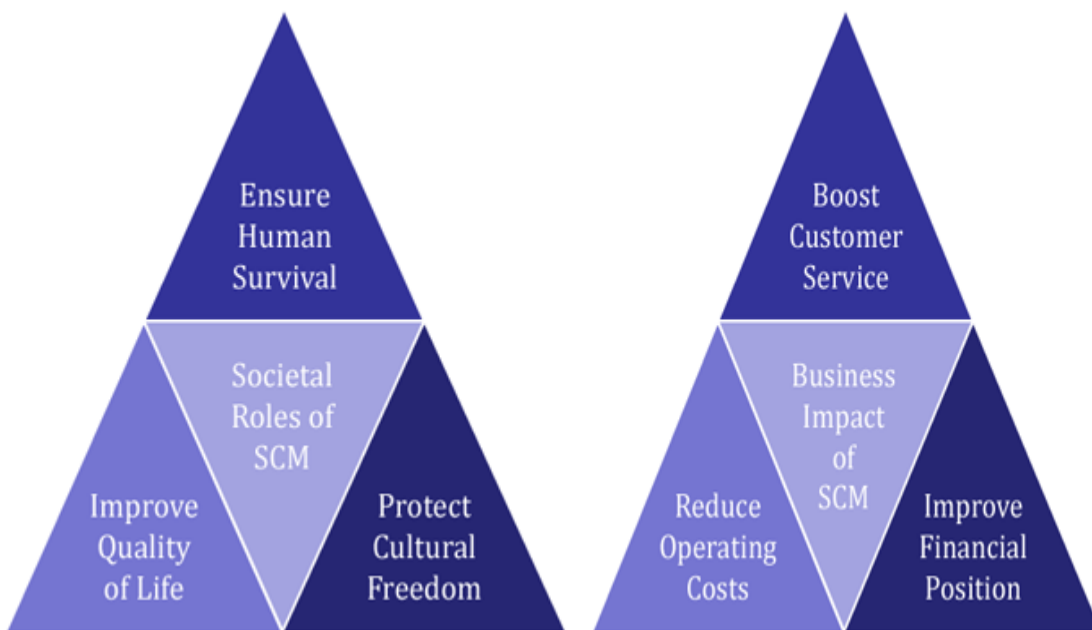 Ensure
Human
Survival
Societal
Roles of
SCM
Improve
Quality
of Life
Protect
Cultural
Freedom
Boost
Customer
Service
Business
Impact
of
SCM
Reduce
Operating
Costs
Improve
Financial
Position